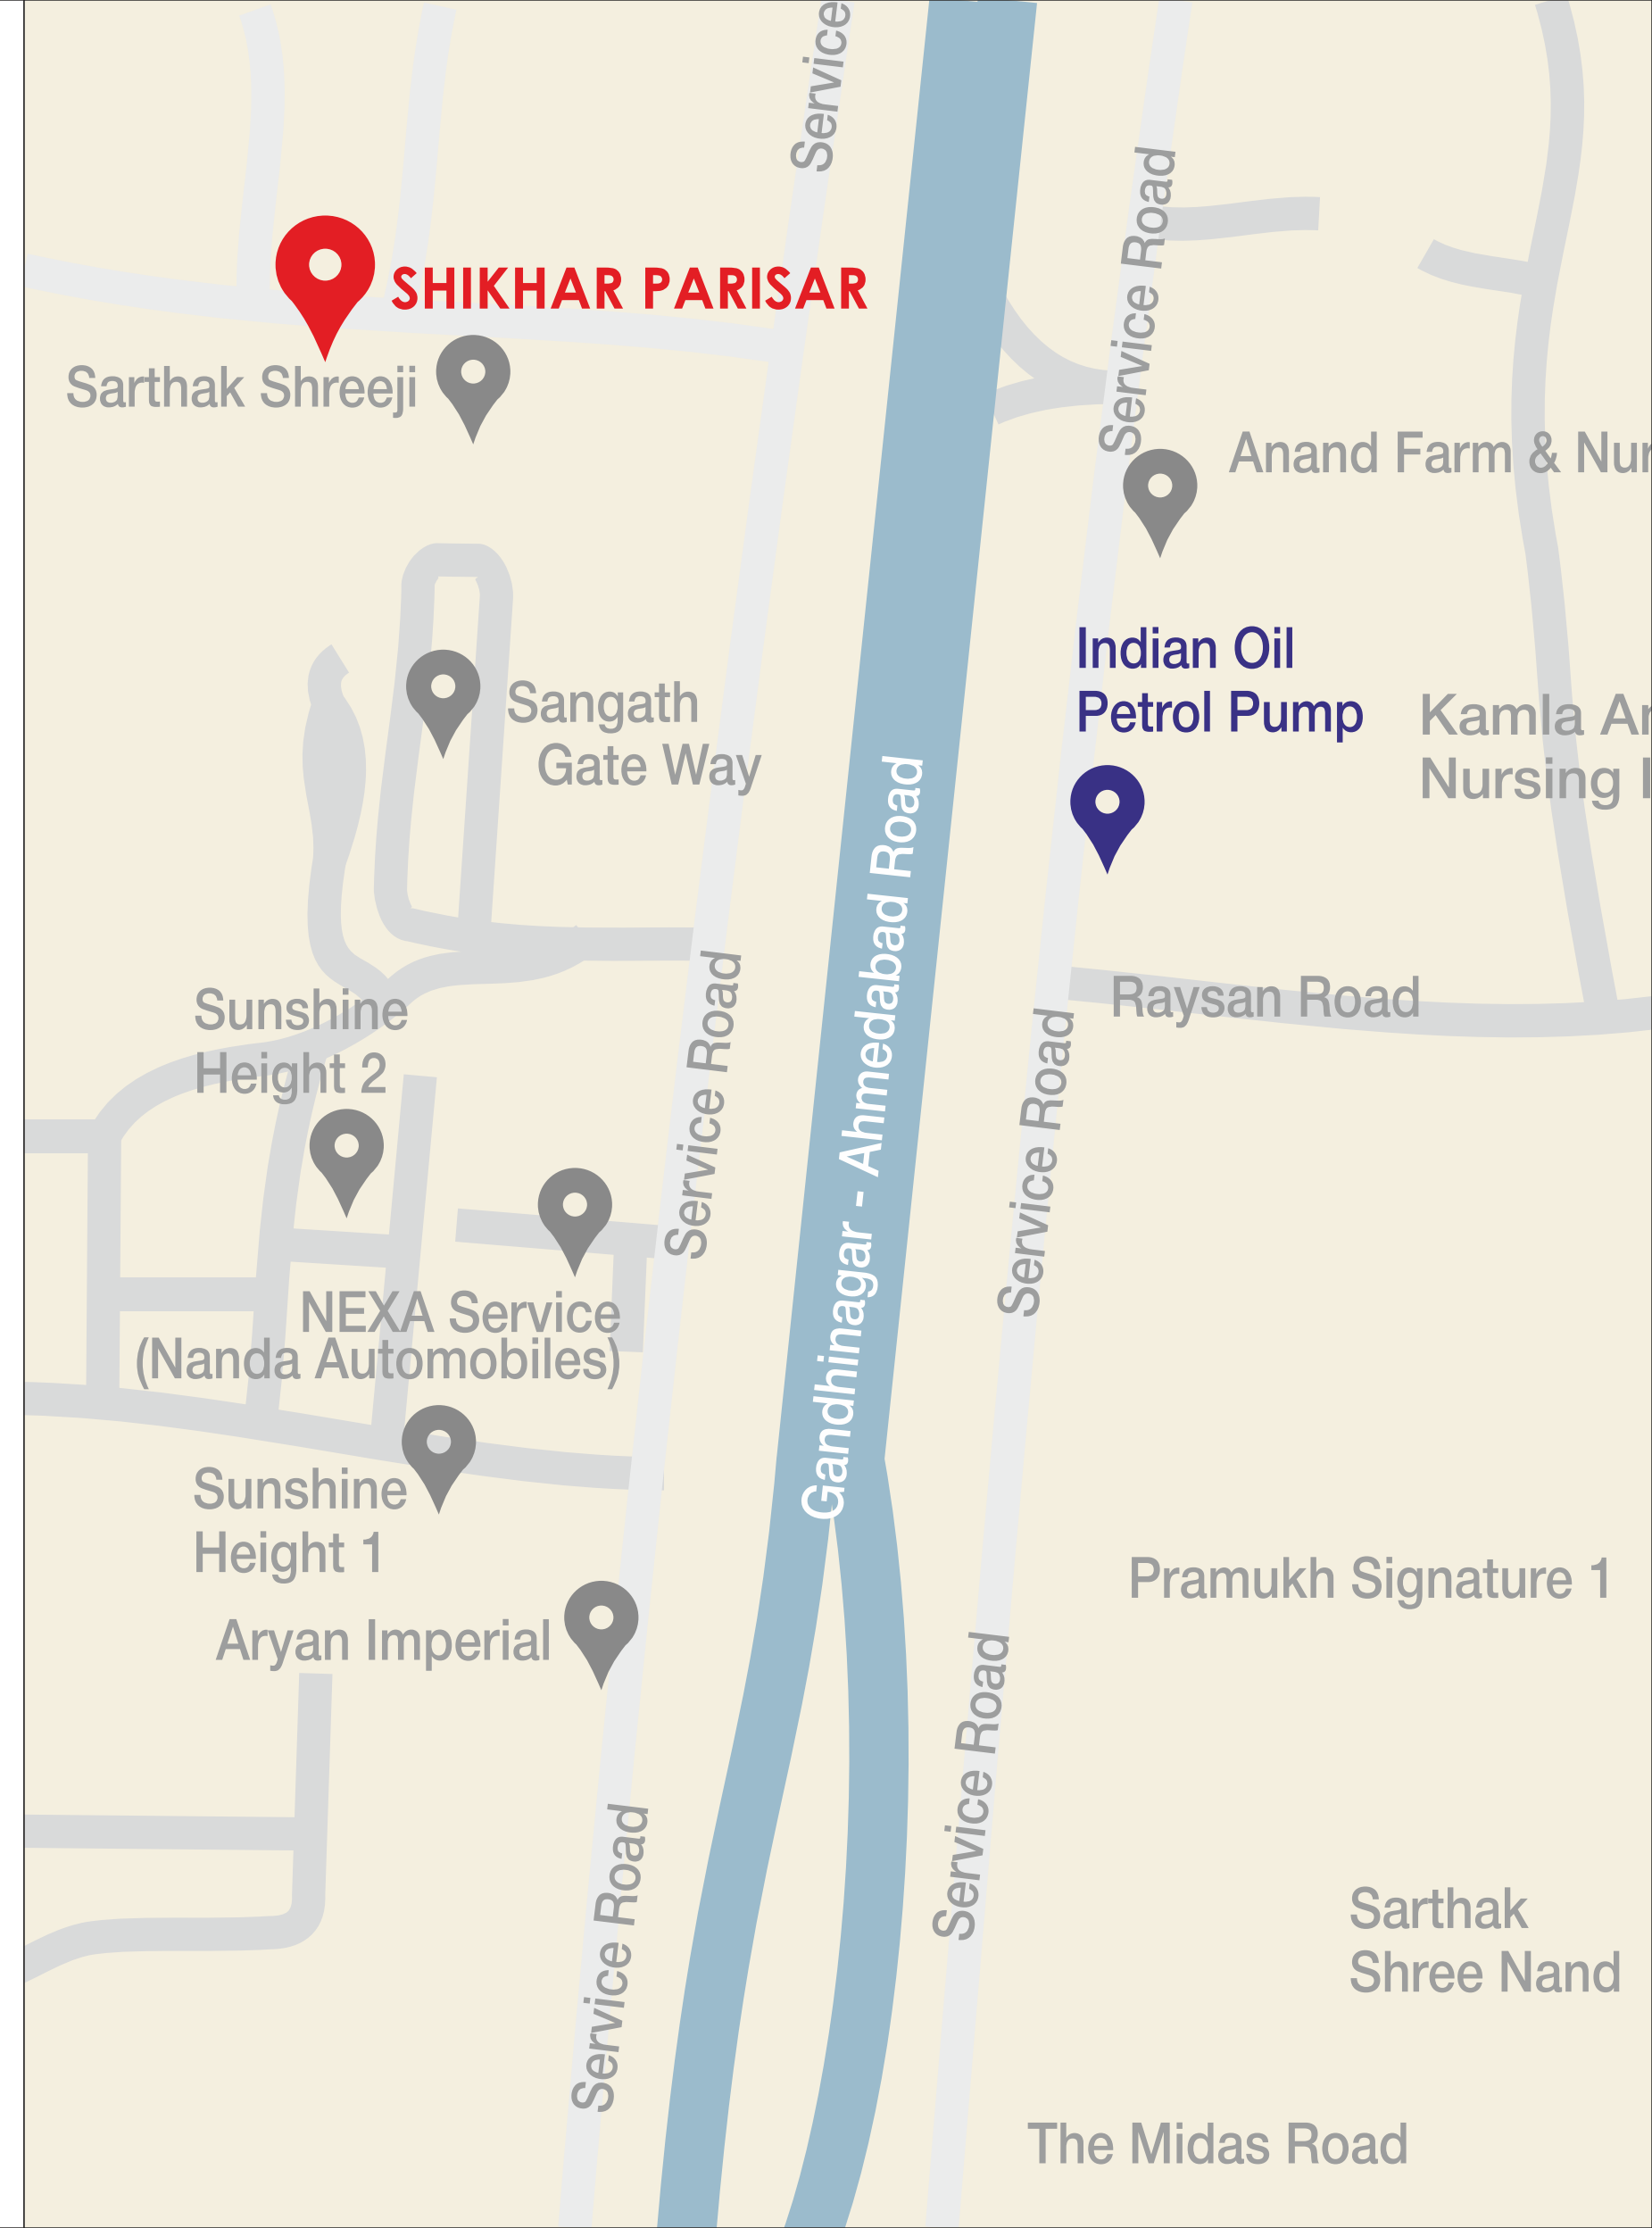 Service
Service Road
SHIKHAR PARISAR
Sarthak Shreeji
Anand Farm &
Indian Oil
Petrol Pump
Sangath
Gate Way
Kamla
Nursing
Gandhinagar - Ahmedabad Road
Service Road
Raysan Road
Service Road
Sunshine
Height 2
NEXA Service
(Nanda Automobiles)
Sunshine
Height 1
Aryan Imperial
Pramukh Signature 1
Service Road
Service Road
Sarthak
Shree Nand
The Midas Road